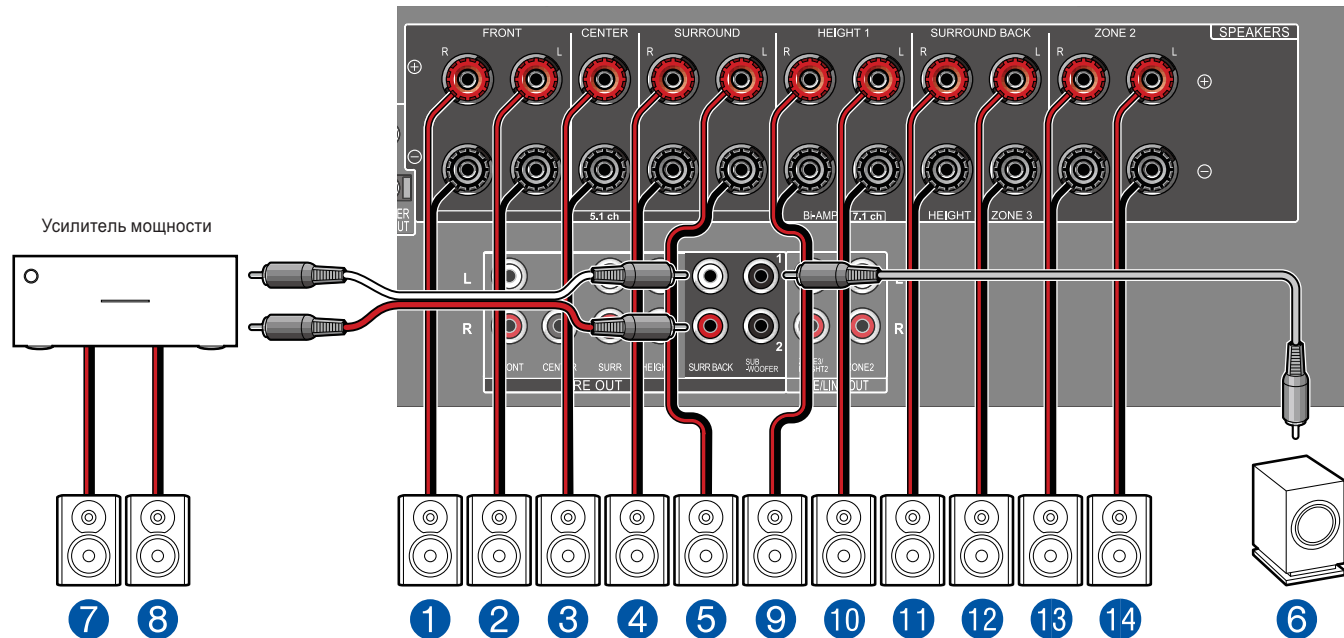 FRONT CENTER SURROUND HEIGHT 1 SURROUND BACK ZONE 2 SPEAKERS
R L R L R L R L R L
⊕ ⊕
⊖ ⊖
5.1 ch Bi-AMP 7.1 ch HEIGHT ZONE 3
Усилитель мощности
L 1 L
R 2 R
CENTER SURR SURR BACK SUB -WOOFER
7 8 1 2 3 4 5 9 10 11 12 13 14 6